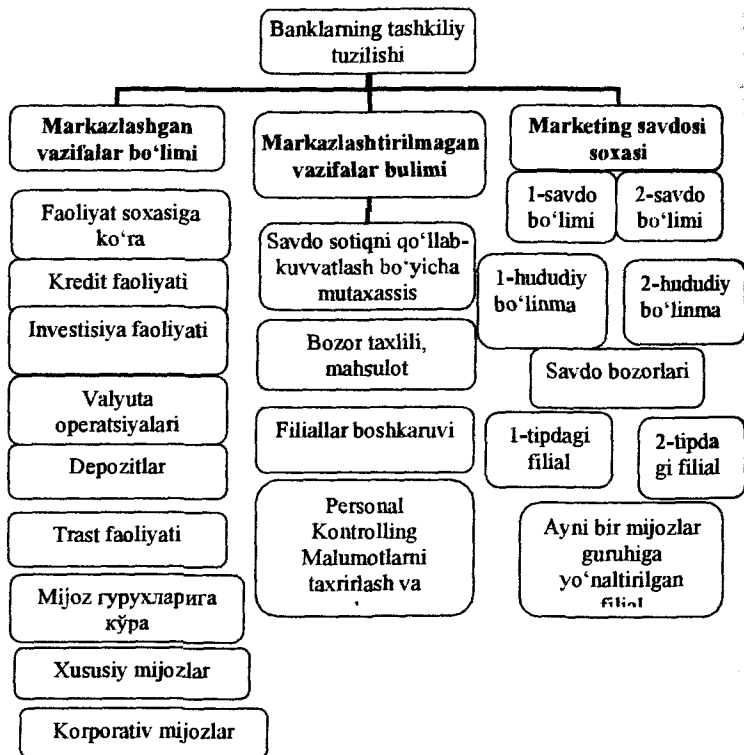 Banklarning tashkiliy
tuzilishi
Markazlashgan
vazifalar bo‘limi
Faoliyat soxasiga
ko‘ra
Kredit faoliyati
Investisiya faoliyati
Valyuta
operatsiyalari
Depozitlar
Trast faoliyati
Mijoz гурухларига
кўра
Xususiy mijozlar
Korporativ mijozlar
Markazlashtirilmagan
vazifalar bulimi
Savdo sotiqni qo‘llab-
kuvvatlash bo‘yicha
mutaxassis
Bozor taxlili,
mahsulot
Filiallar boshkaruvi
Personal
Kontrolling
Malumotlarni
taxrirlash va
Marketing savdosi
soxasi
1-savdo
bo‘limi
2-savdo
bo‘limi
1-hududiy
bo‘linma
2-hududiy
bo‘linma
Savdo bozorlari
1-tipdagi
filial
2-tipda
gi filial
Ayni bir mijozlar
guruhiga
yo‘naltirilgan
filial